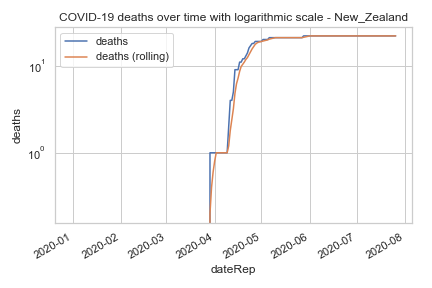 COVID-19 deaths over time with logarithmic scale - New_Zealand
deaths
deaths (rolling)
10¹
10⁰
deaths
2020-01
2020-02
2020-03
2020-04
2020-05
2020-06
2020-07
2020-08
dateRep